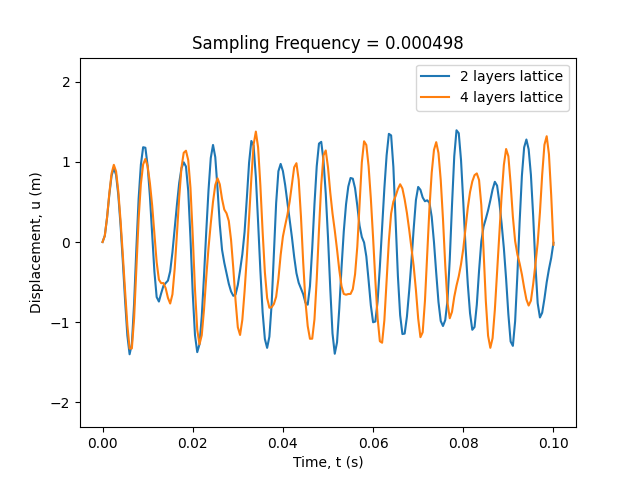 Sampling Frequency = 0.000498
2 layers lattice
4 layers lattice
Displacement, u (m)
2
1
0
−1
−2
0.00 0.02 0.04 0.06 0.08 0.10
Time, t (s)